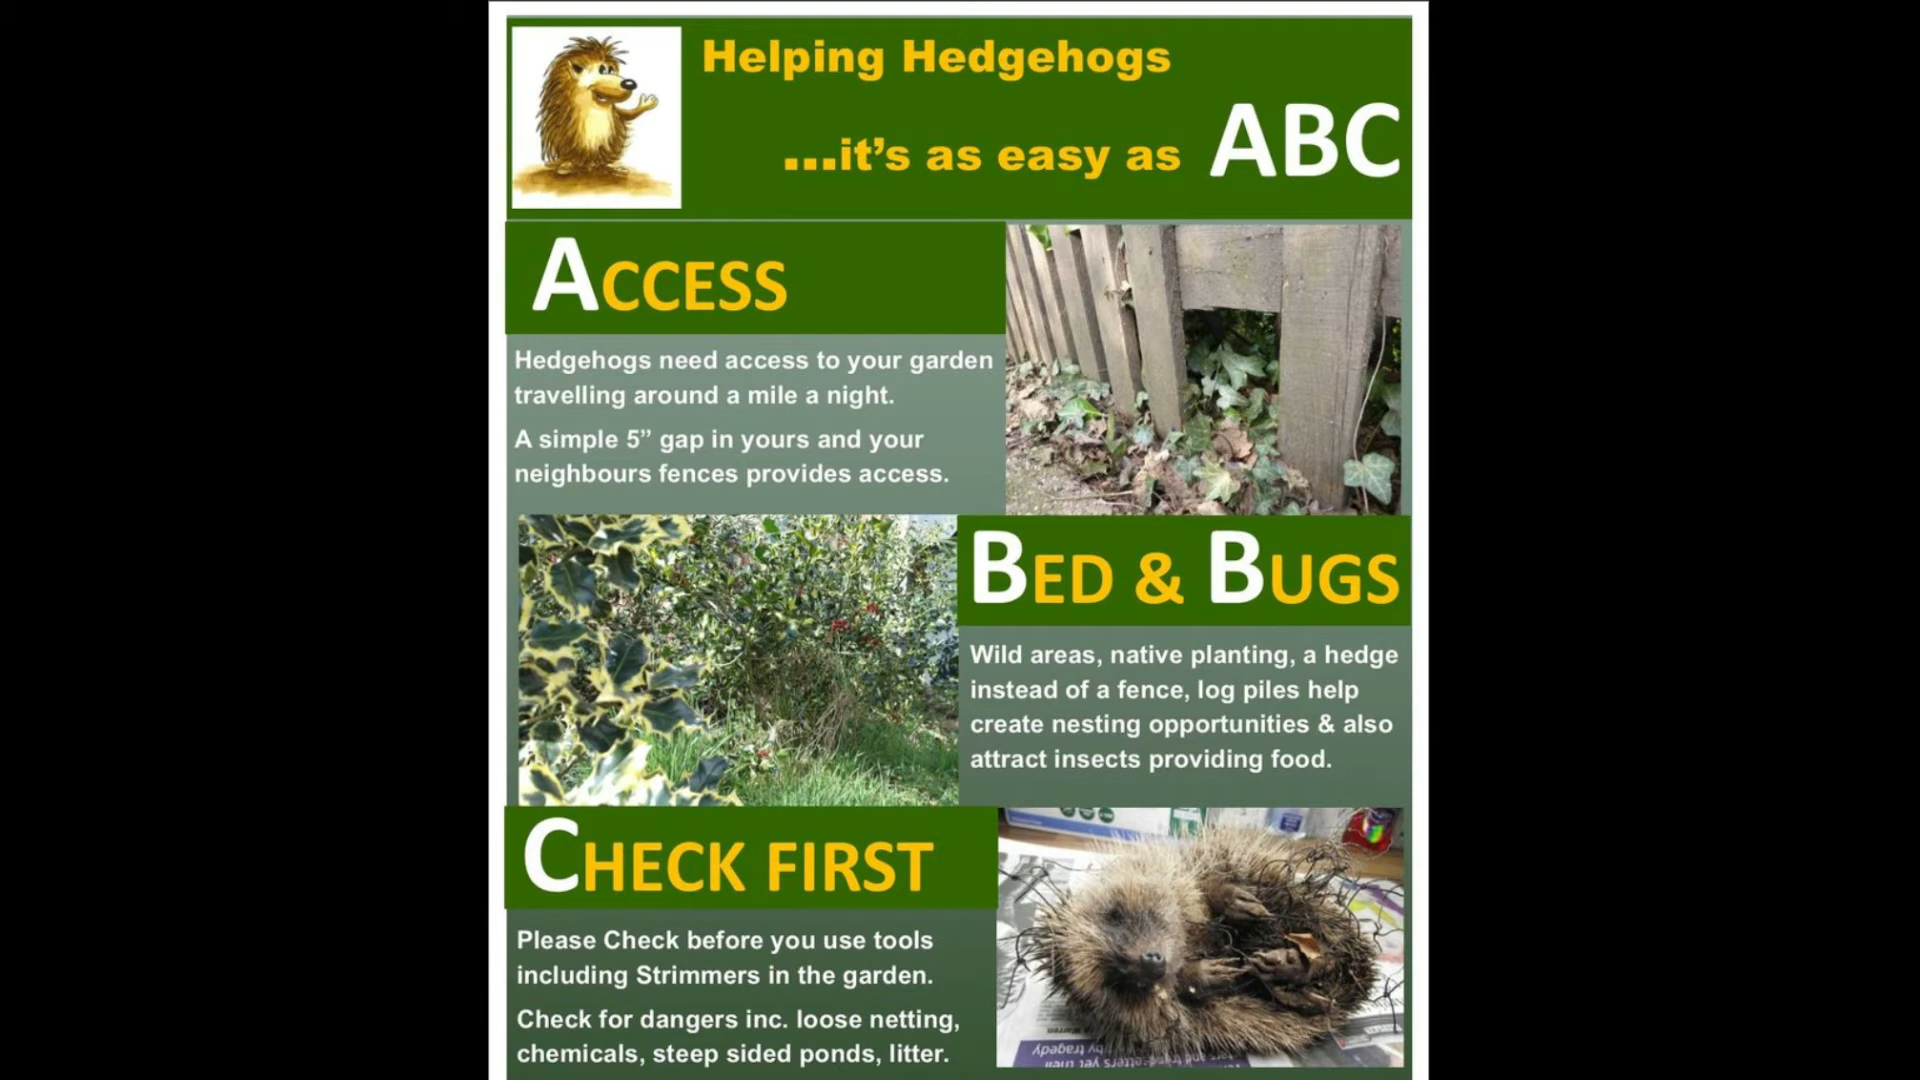 Helping Hedgehogs
...it's as easy as ABC
ACCESS
Hedgehogs need access to your garden
travelling around a mile a night.
A simple 5” gap in yours and your
neighbours fences provides access.
BED & BUGS
Wild areas, native planting, a hedge
instead of a fence, log piles help
create nesting opportunities & also
attract insects providing food.
CHECK FIRST
Please Check before you use tools
including Strimmers in the garden.
Check for dangers inc. loose netting,
chemicals, steep sided ponds, litter.